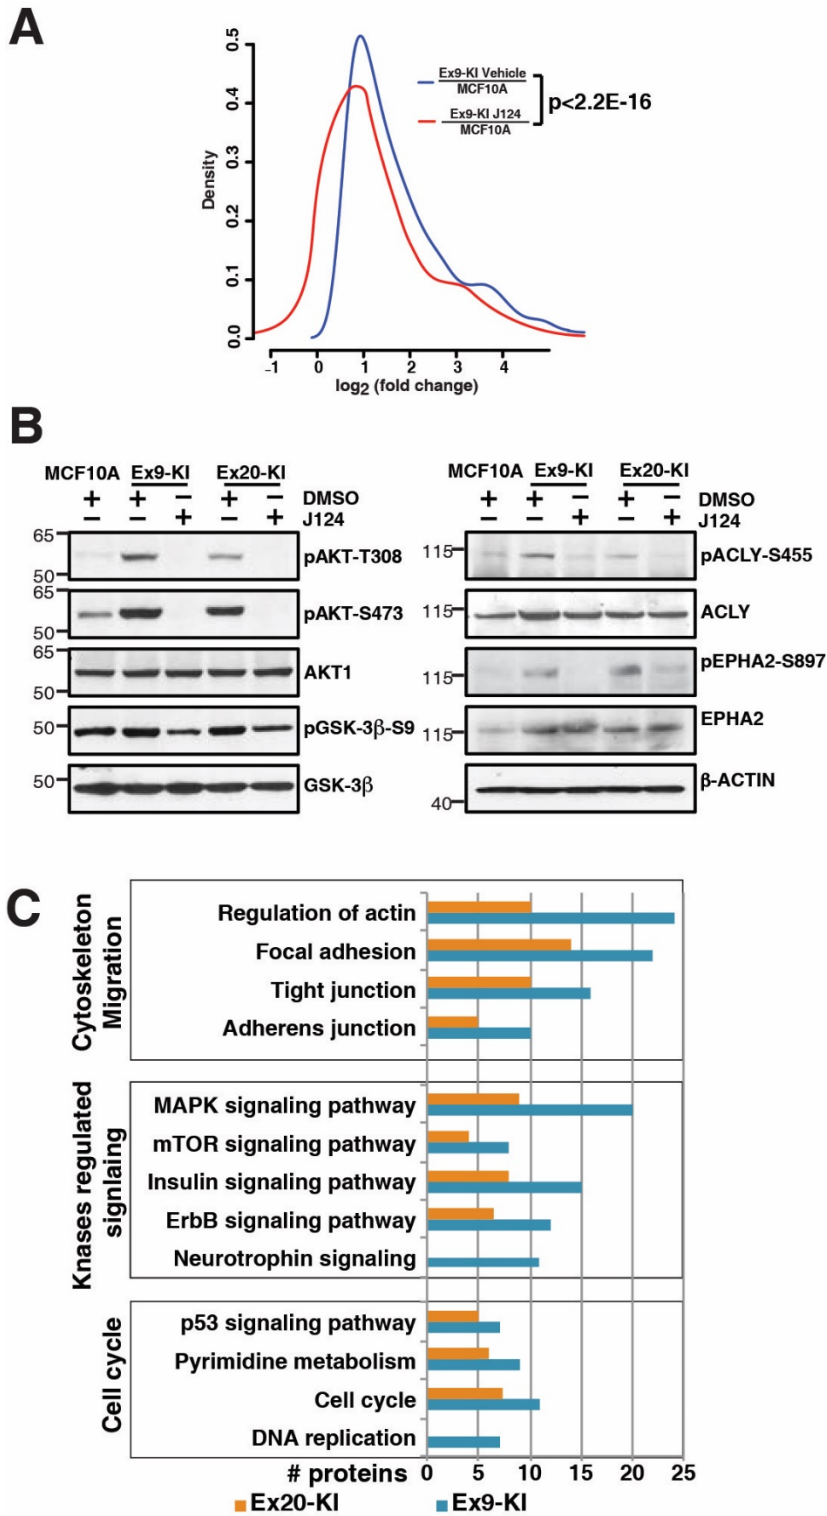 A
0.5
0.4
0.3
0.2
0.1
0.0
Density
Ex9-KI Vehicle
MCF10A
Ex9-KI J124
MCF10A
p<2.2E-16
-1 0 1 2 3 4
log2 (fold change)
B
MCF10A Ex9-KI Ex20-KI
+ + − + − DMSO
− − + − + J124
65
50
pAKT-T308
65
50
pAKT-S473
65
50
AKT1
50
pGSK-3β-S9
50
GSK-3β
MCF10A Ex9-KI Ex20-KI
+ + − + − DMSO
− − + − + J124
115
pACLY-S455
115
ACLY
115
pEPHA2-S897
115
EPHA2
40
β-ACTIN
C
Cytoskeleton
Migration
Regulation of actin
Focal adhesion
Tight junction
Adherens junction
Knases regulated
signlaing
MAPK signaling pathway
mTOR signaling pathway
Insulin signaling pathway
ErbB signaling pathway
Neurotrophin signaling
Cell cycle
p53 signaling pathway
Pyrimidine metabolism
Cell cycle
DNA replication
# proteins 0 5 10 15 20 25
Ex20-KI Ex9-KI